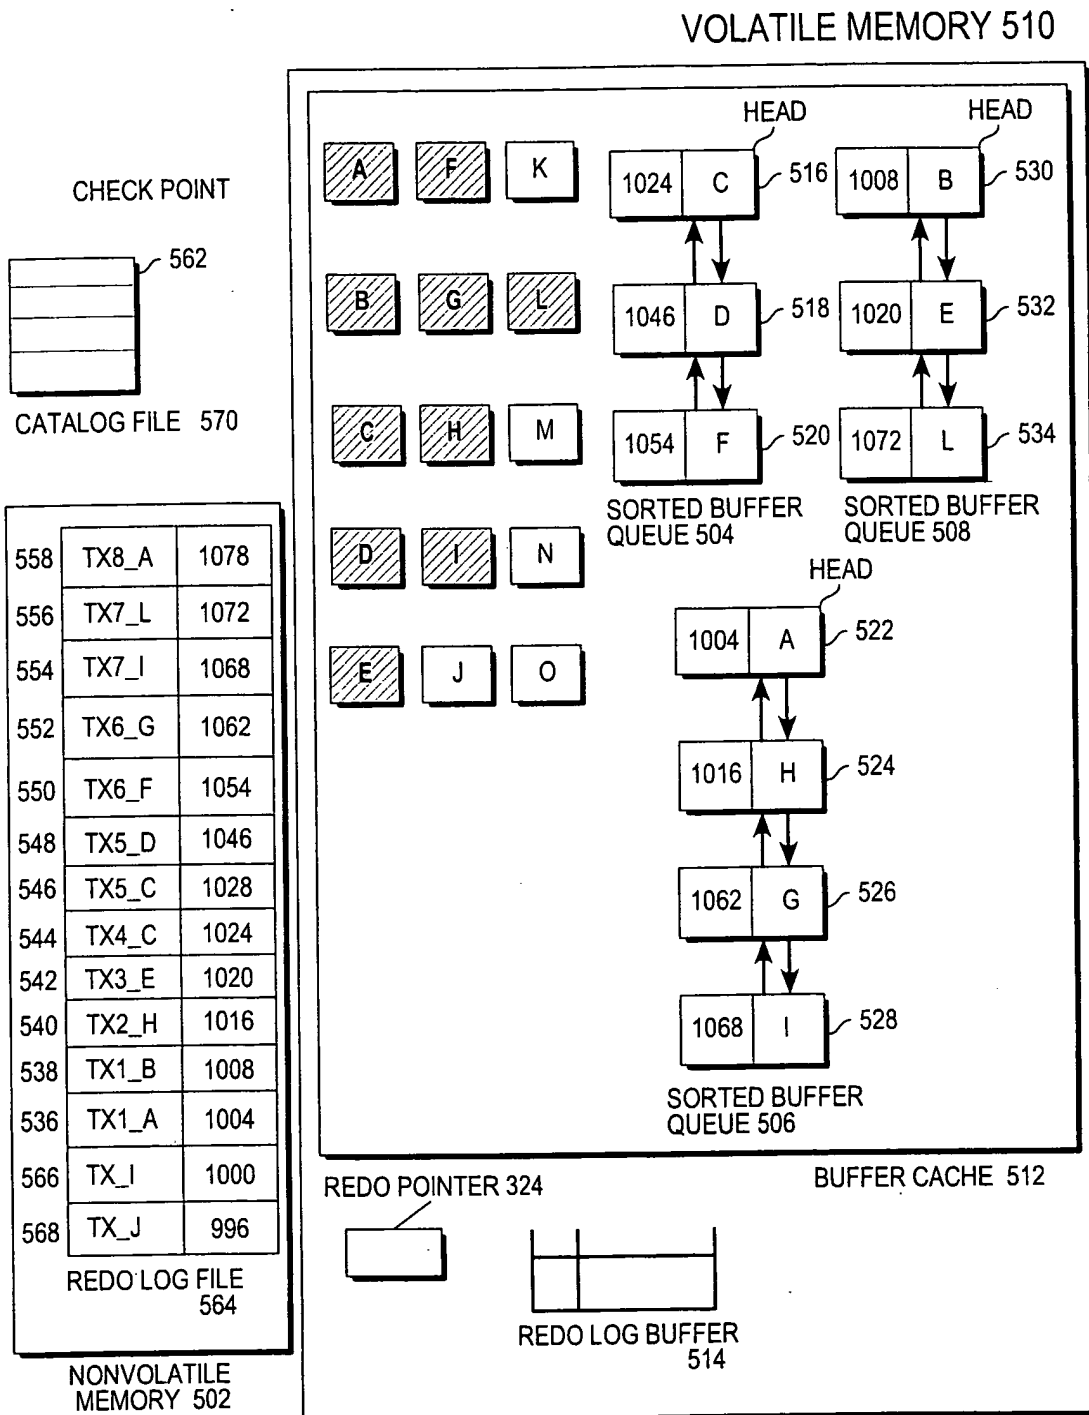 VOLATILE MEMORY 510
CHECK POINT
562
CATALOG FILE 570
A F K
B G L
C H M
D I N
E J O
HEAD
1024 C 516
1046 D 518
1054 F 520
SORTED BUFFER
QUEUE 504
HEAD
1008 B 530
1020 E 532
1072 L 534
SORTED BUFFER
QUEUE 508
HEAD
1004 A 522
1016 H 524
1062 G 526
1068 I 528
SORTED BUFFER
QUEUE 506
BUFFER CACHE 512
558 TX8_A 1078
556 TX7_L 1072
554 TX7_I 1068
552 TX6_G 1062
550 TX6_F 1054
548 TX5_D 1046
546 TX5_C 1028
544 TX4_C 1024
542 TX3_E 1020
540 TX2_H 1016
538 TX1_B 1008
536 TX1_A 1004
566 TX_I 1000
568 TX_J 996
REDO LOG FILE
564
NONVOLATILE
MEMORY 502
REDO POINTER 324
REDO LOG BUFFER
514